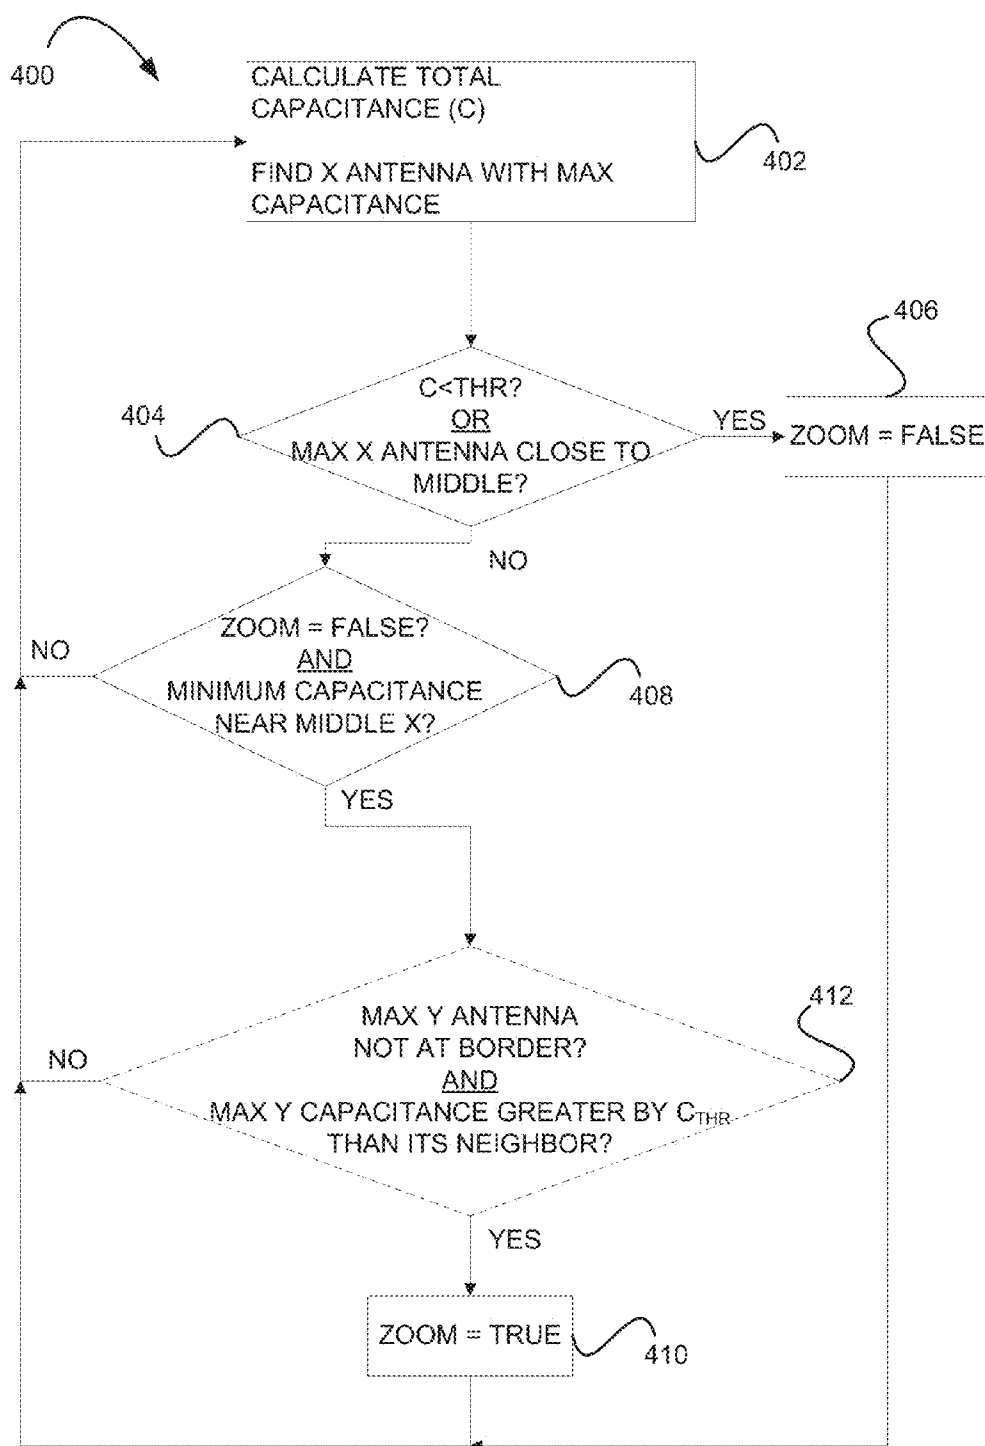 400
CALCULATE TOTAL
CAPACITANCE (C)
FIND X ANTENNA WITH MAX
CAPACITANCE
402
406
C<THR?
OR
MAX X ANTENNA CLOSE TO
MIDDLE?
404
YES
ZOOM = FALSE
NO
ZOOM = FALSE?
AND
MINIMUM CAPACITANCE
NEAR MIDDLE X?
NO
408
YES
412
MAX Y ANTENNA
NOT AT BORDER?
AND
MAX Y CAPACITANCE GREATER BY CTHR
THAN ITS NEIGHBOR?
NO
YES
ZOOM = TRUE
410